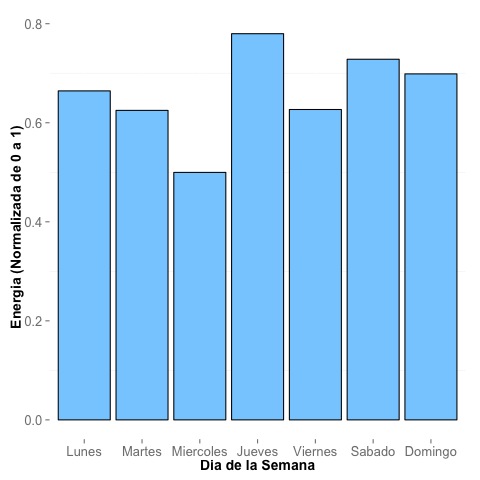 Energia (Normalizada de 0 a 1)
0.8
0.6
0.4
0.2
0.0
Lunes Martes Miercoles Jueves Viernes Sabado Domingo
Dia de la Semana